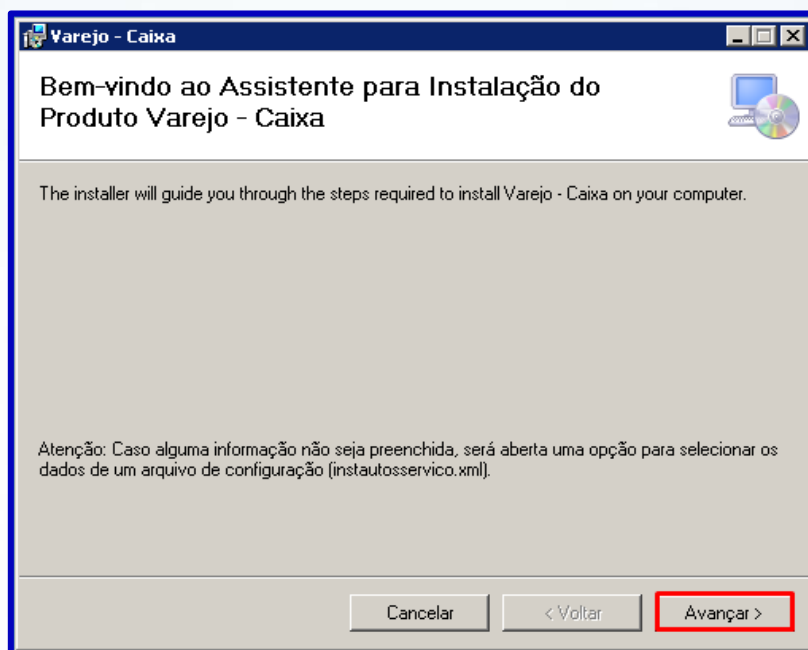 Varejo - Caixa
Bem-vindo ao Assistente para Instalação do
Produto Varejo - Caixa
The installer will guide you through the steps required to install Varejo - Caixa on your computer.
Atenção: Caso alguma informação não seja preenchida, será aberta uma opção para selecionar os
dados de um arquivo de configuração (instautosservico.xml).
Cancelar
< Voltar
Avançar >